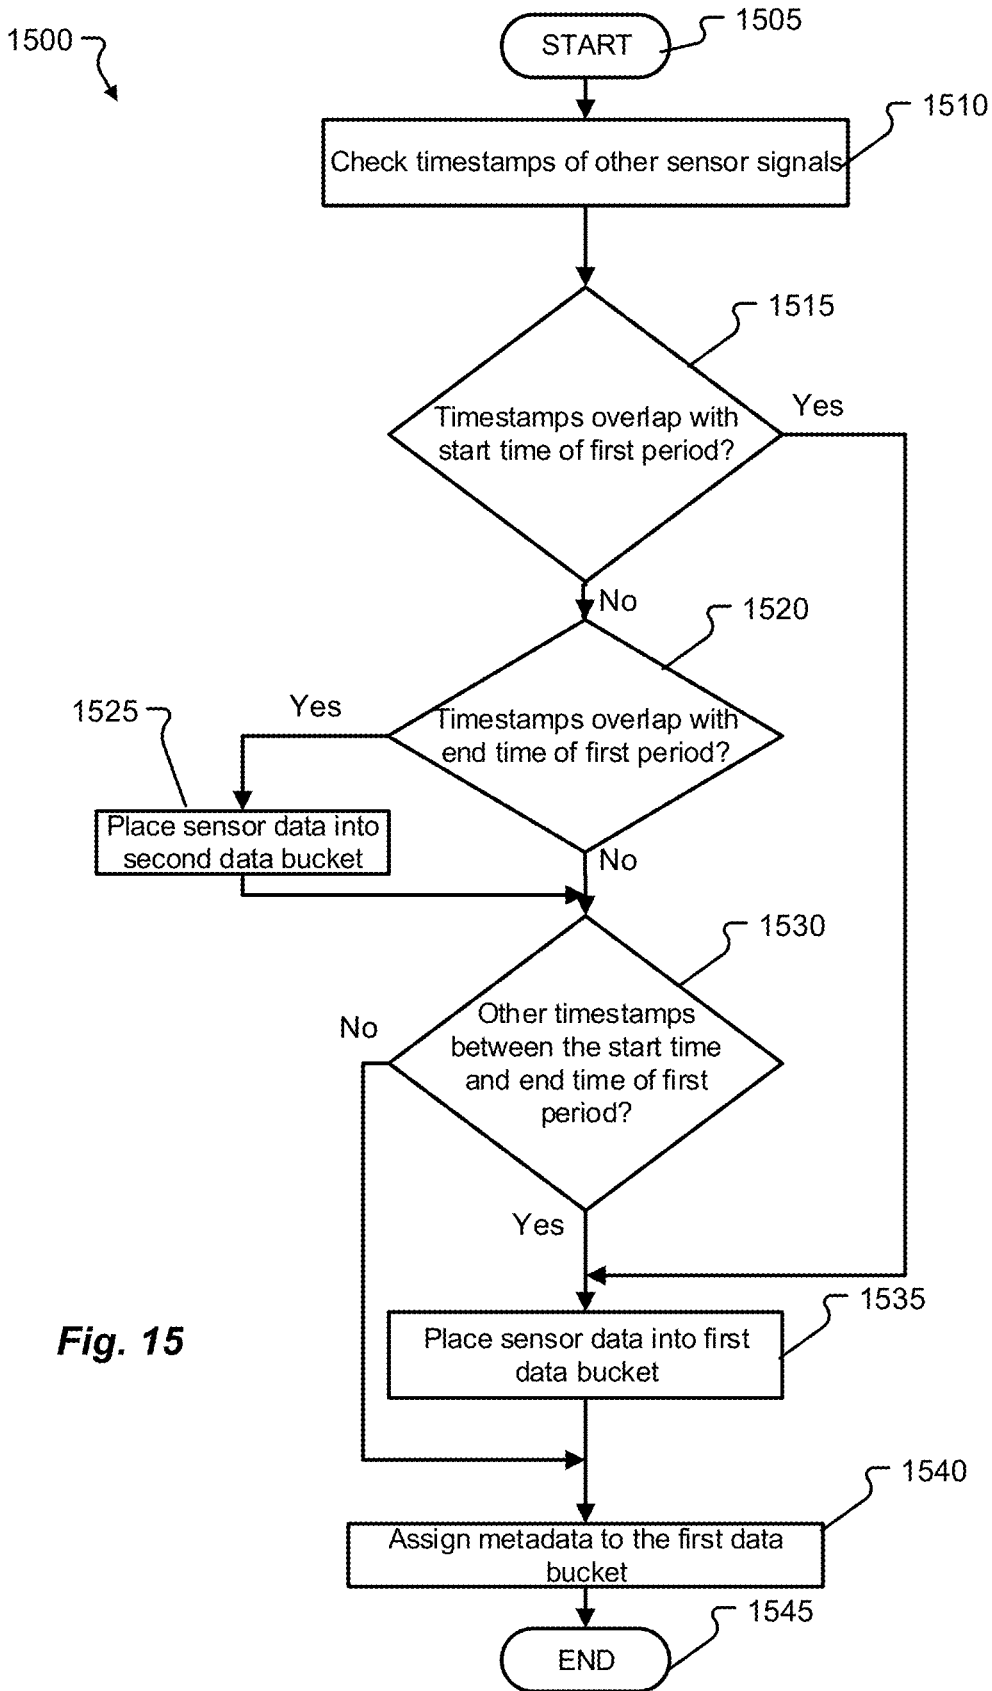 1500
START
1505
1510
Check timestamps of other sensor signals
1515
Timestamps overlap with
start time of first period?
Yes
No
1520
Timestamps overlap with
end time of first period?
Yes
1525
Place sensor data into
second data bucket
No
1530
Other timestamps
between the start time
and end time of first
period?
No
Yes
1535
Place sensor data into first
data bucket
Fig. 15
1540
Assign metadata to the first data
bucket
1545
END